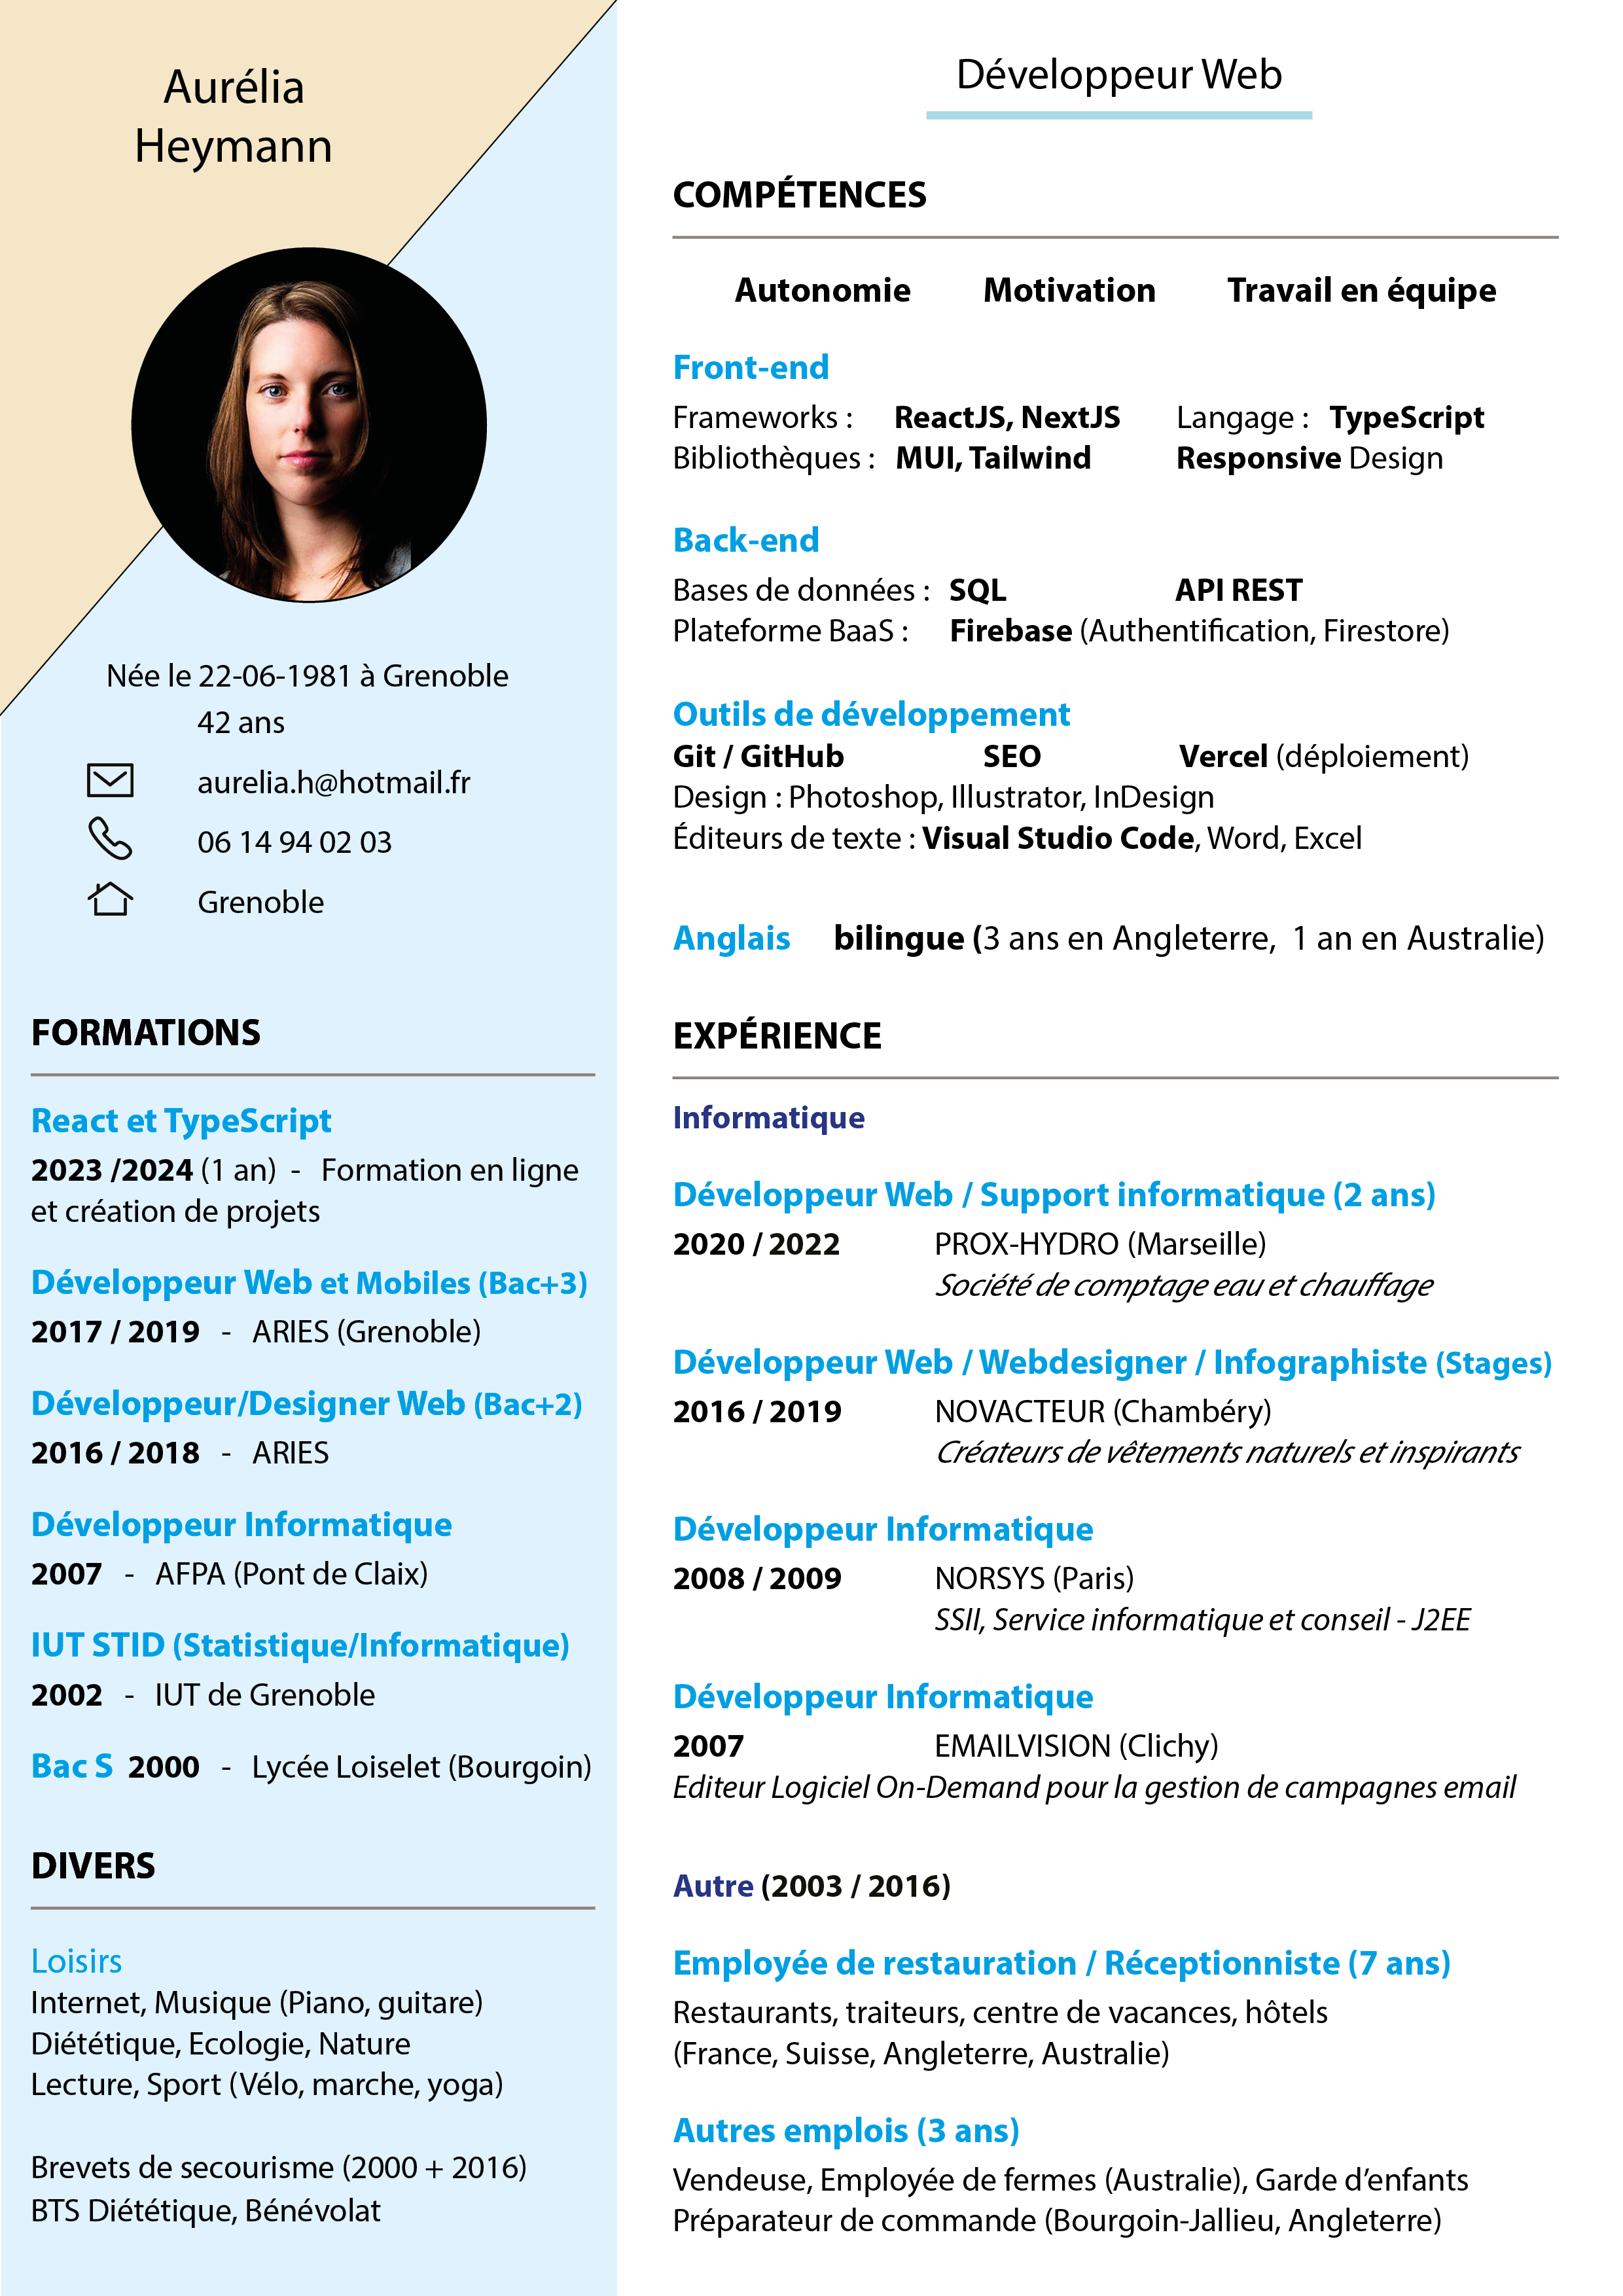 Aurélia
Heymann
Née le 22-06-1981 à Grenoble
42 ans
aurelia.h@hotmail.fr
06 14 94 02 03
Grenoble
FORMATIONS
React et TypeScript
2023 /2024 (1 an) - Formation en ligne
et création de projets
Développeur Web et Mobiles (Bac+3)
2017 / 2019 - ARIES (Grenoble)
Développeur/Designer Web (Bac+2)
2016 / 2018 - ARIES
Développeur Informatique
2007 - AFPA (Pont de Claix)
IUT STID (Statistique/Informatique)
2002 - IUT de Grenoble
Bac S 2000 - Lycée Loiselet (Bourgoin)
DIVERS
Loisirs
Internet, Musique (Piano, guitare)
Diététique, Ecologie, Nature
Lecture, Sport (Vélo, marche, yoga)
Brevets de secourisme (2000 + 2016)
BTS Diététique, Bénévolat
Développeur Web
COMPÉTENCES
Autonomie Motivation Travail en équipe
Front-end
Frameworks : ReactJS, NextJS Langage : TypeScript
Bibliothèques : MUI, Tailwind Responsive Design
Back-end
Bases de données : SQL API REST
Plateforme BaaS : Firebase (Authentification, Firestore)
Outils de développement
Git / GitHub SEO Vercel (déploiement)
Design : Photoshop, Illustrator, InDesign
Éditeurs de texte : Visual Studio Code, Word, Excel
Anglais bilingue (3 ans en Angleterre, 1 an en Australie)
EXPÉRIENCE
Informatique
Développeur Web / Support informatique (2 ans)
2020 / 2022 PROX-HYDRO (Marseille)
Société de comptage eau et chauffage
Développeur Web / Webdesigner / Infographiste (Stages)
2016 / 2019 NOVACTEUR (Chambéry)
Créateurs de vêtements naturels et inspirants
Développeur Informatique
2008 / 2009 NORSYS (Paris)
SSII, Service informatique et conseil - J2EE
Développeur Informatique
2007 EMAILVISION (Clichy)
Editeur Logiciel On-Demand pour la gestion de campagnes email
Autre (2003 / 2016)
Employée de restauration / Réceptionniste (7 ans)
Restaurants, traiteurs, centre de vacances, hôtels
(France, Suisse, Angleterre, Australie)
Autres emplois (3 ans)
Vendeuse, Employée de fermes (Australie), Garde d’enfants
Préparateur de commande (Bourgoin-Jallieu, Angleterre)